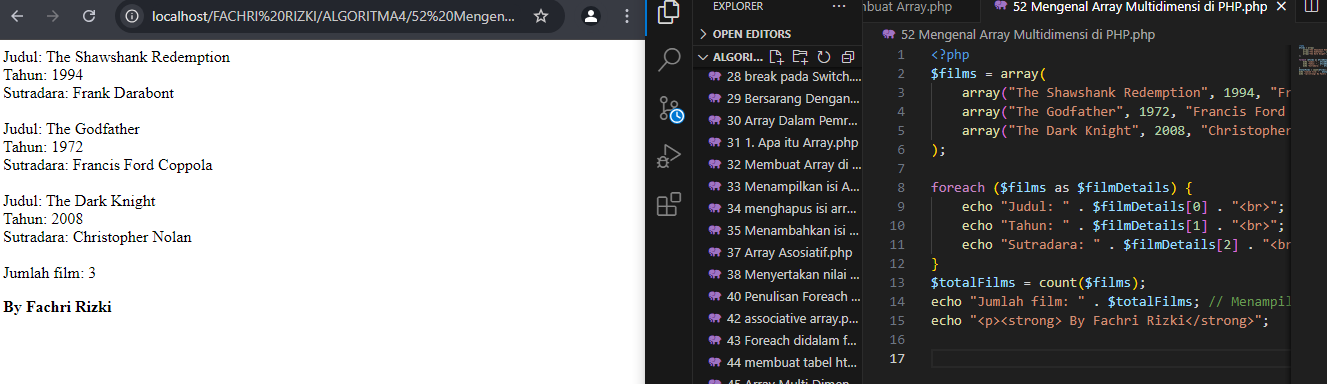 localhost/FACHRI%20RIZKI/ALGORITMA4/52%20Mengen...
Judul: The Shawshank Redemption
Tahun: 1994
Sutradara: Frank Darabont
Judul: The Godfather
Tahun: 1972
Sutradara: Francis Ford Coppola
Judul: The Dark Knight
Tahun: 2008
Sutradara: Christopher Nolan
Jumlah film: 3
By Fachri Rizki
EXPLORER
OPEN EDITORS
ALGORI...
28 break pada Switch....
29 Bersarang Dengan...
30 Array Dalam Pemr...
31 1. Apa itu Array.php
32 Membuat Array di ...
33 Menampilkan isi A...
34 menghapus isi arr...
35 Menambahkan isi ...
37 Array Asosiatif.php
38 Menyertakan nilai ...
40 Penulisan Foreach ...
42 associative array.p...
43 Foreach didalam f...
44 membuat tabel ht...
45 Array Multi Dimen...
buat Array.php
52 Mengenal Array Multidimensi di PHP.php
52 Mengenal Array Multidimensi di PHP.php
1 <?php
2 $films = array(
3 array("The Shawshank Redemption", 1994, "Fr
4 array("The Godfather", 1972, "Francis Ford
5 array("The Dark Knight", 2008, "Christopher
6 );
7
8 foreach ($films as $filmDetails) {
9 echo "Judul: " . $filmDetails[0] . "<br>";
10 echo "Tahun: " . $filmDetails[1] . "<br>";
11 echo "Sutradara: " . $filmDetails[2] . "<br
12 }
13 $totalFilms = count($films);
14 echo "Jumlah film: " . $totalFilms; // Menampil
15 echo "<p><strong> By Fachri Rizki</strong>";
16
17